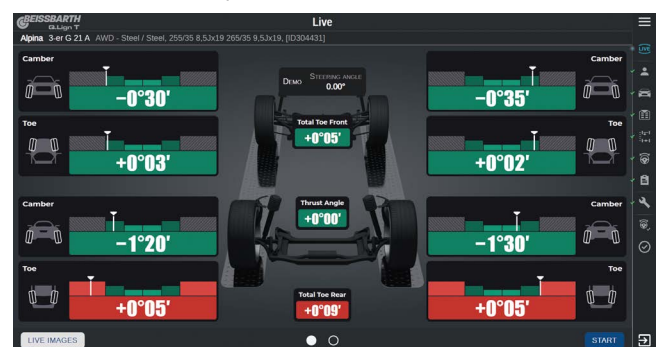 BEISSBARTH
Q.Lign T
Live
Alpina 3-er G 21 A AWD - Steel / Steel, 255/35 8,5Jx19 265/35 9,5Jx19, [ID304431]
LIVE
Camber
−0°30'
Toe
+0°03'
Camber
−1°20'
Toe
+0°05'
DEMO
STEERING ANGLE
0.00°
Total Toe Front
+0°05'
Thrust Angle
+0°00'
Total Toe Rear
+0°09'
Camber
−0°35'
Toe
+0°02'
Camber
−1°30'
Toe
+0°05'
LIVE IMAGES
START